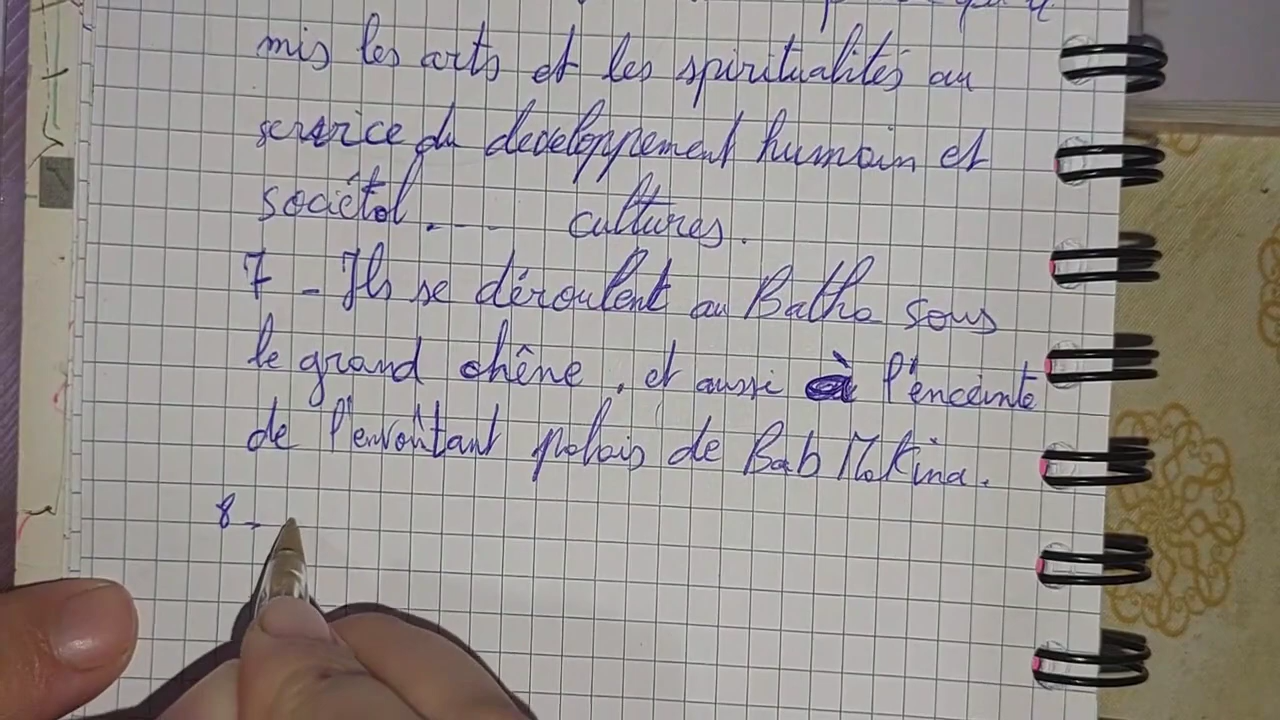 mis les arts et les spiritualités au
service du developpement humain et
sociétal..... cultures.
7 - Ils se déroulent au Batha sous
le grand chêne, et aussi à l'enceinte
de l'envoûtant palais de Bab Makina.
8 -